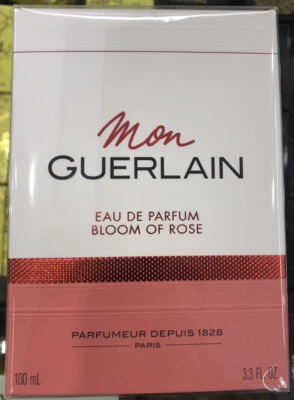 Mon
GUERLAIN
EAU DE PARFUM
BLOOM OF ROSE
PARFUMEUR DEPUIS 1828
PARIS
100 mL 3.3 FL. OZ